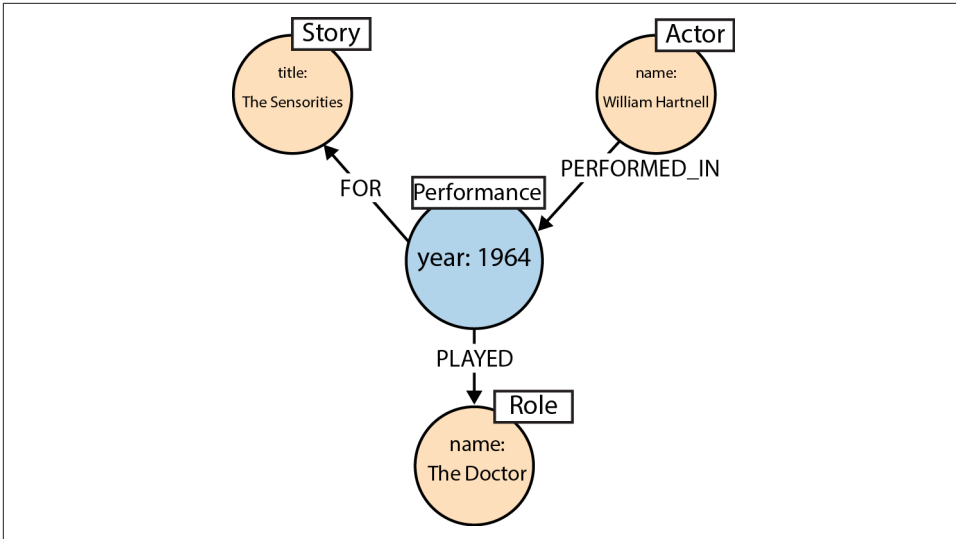 Story
title:
The Sensorities
Actor
name:
William Hartnell
FOR
PERFORMED_IN
Performance
year: 1964
PLAYED
Role
name:
The Doctor